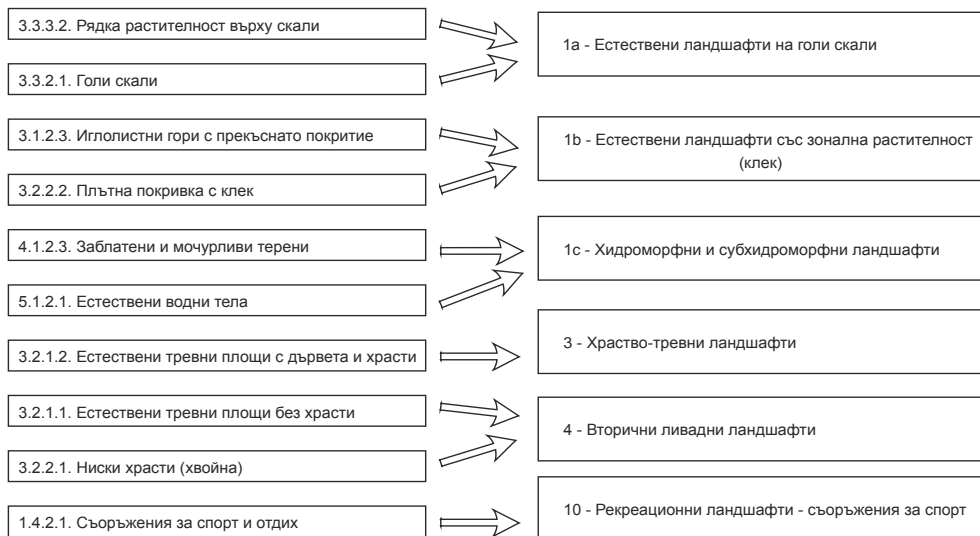 3.3.3.2. Рядка растителност върху скали
3.3.2.1. Голи скали
1a - Естествени ландшафти на голи скали
3.1.2.3. Иглолистни гори с прекъснато покритие
3.2.2.2. Плътна покривка с клек
1b - Естествени ландшафти със зонална растителност
(клек)
4.1.2.3. Заблатени и мочурливи терени
5.1.2.1. Естествени водни тела
1c - Хидроморфни и субхидроморфни ландшафти
3.2.1.2. Естествени тревни площи с дървета и храсти
3 - Храство-тревни ландшафти
3.2.1.1. Естествени тревни площи без храсти
3.2.2.1. Ниски храсти (хвойна)
4 - Вторични ливадни ландшафти
1.4.2.1. Съоръжения за спорт и отдих
10 - Рекреационни ландшафти - съоръжения за спорт